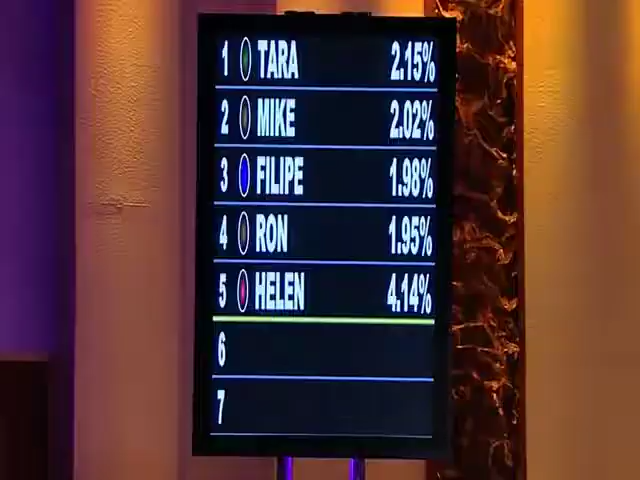 1 TARA 2.15%
2 MIKE 2.02%
3 FILIPE 1.98%
4 RON 1.95%
5 HELEN 4.14%
6
7